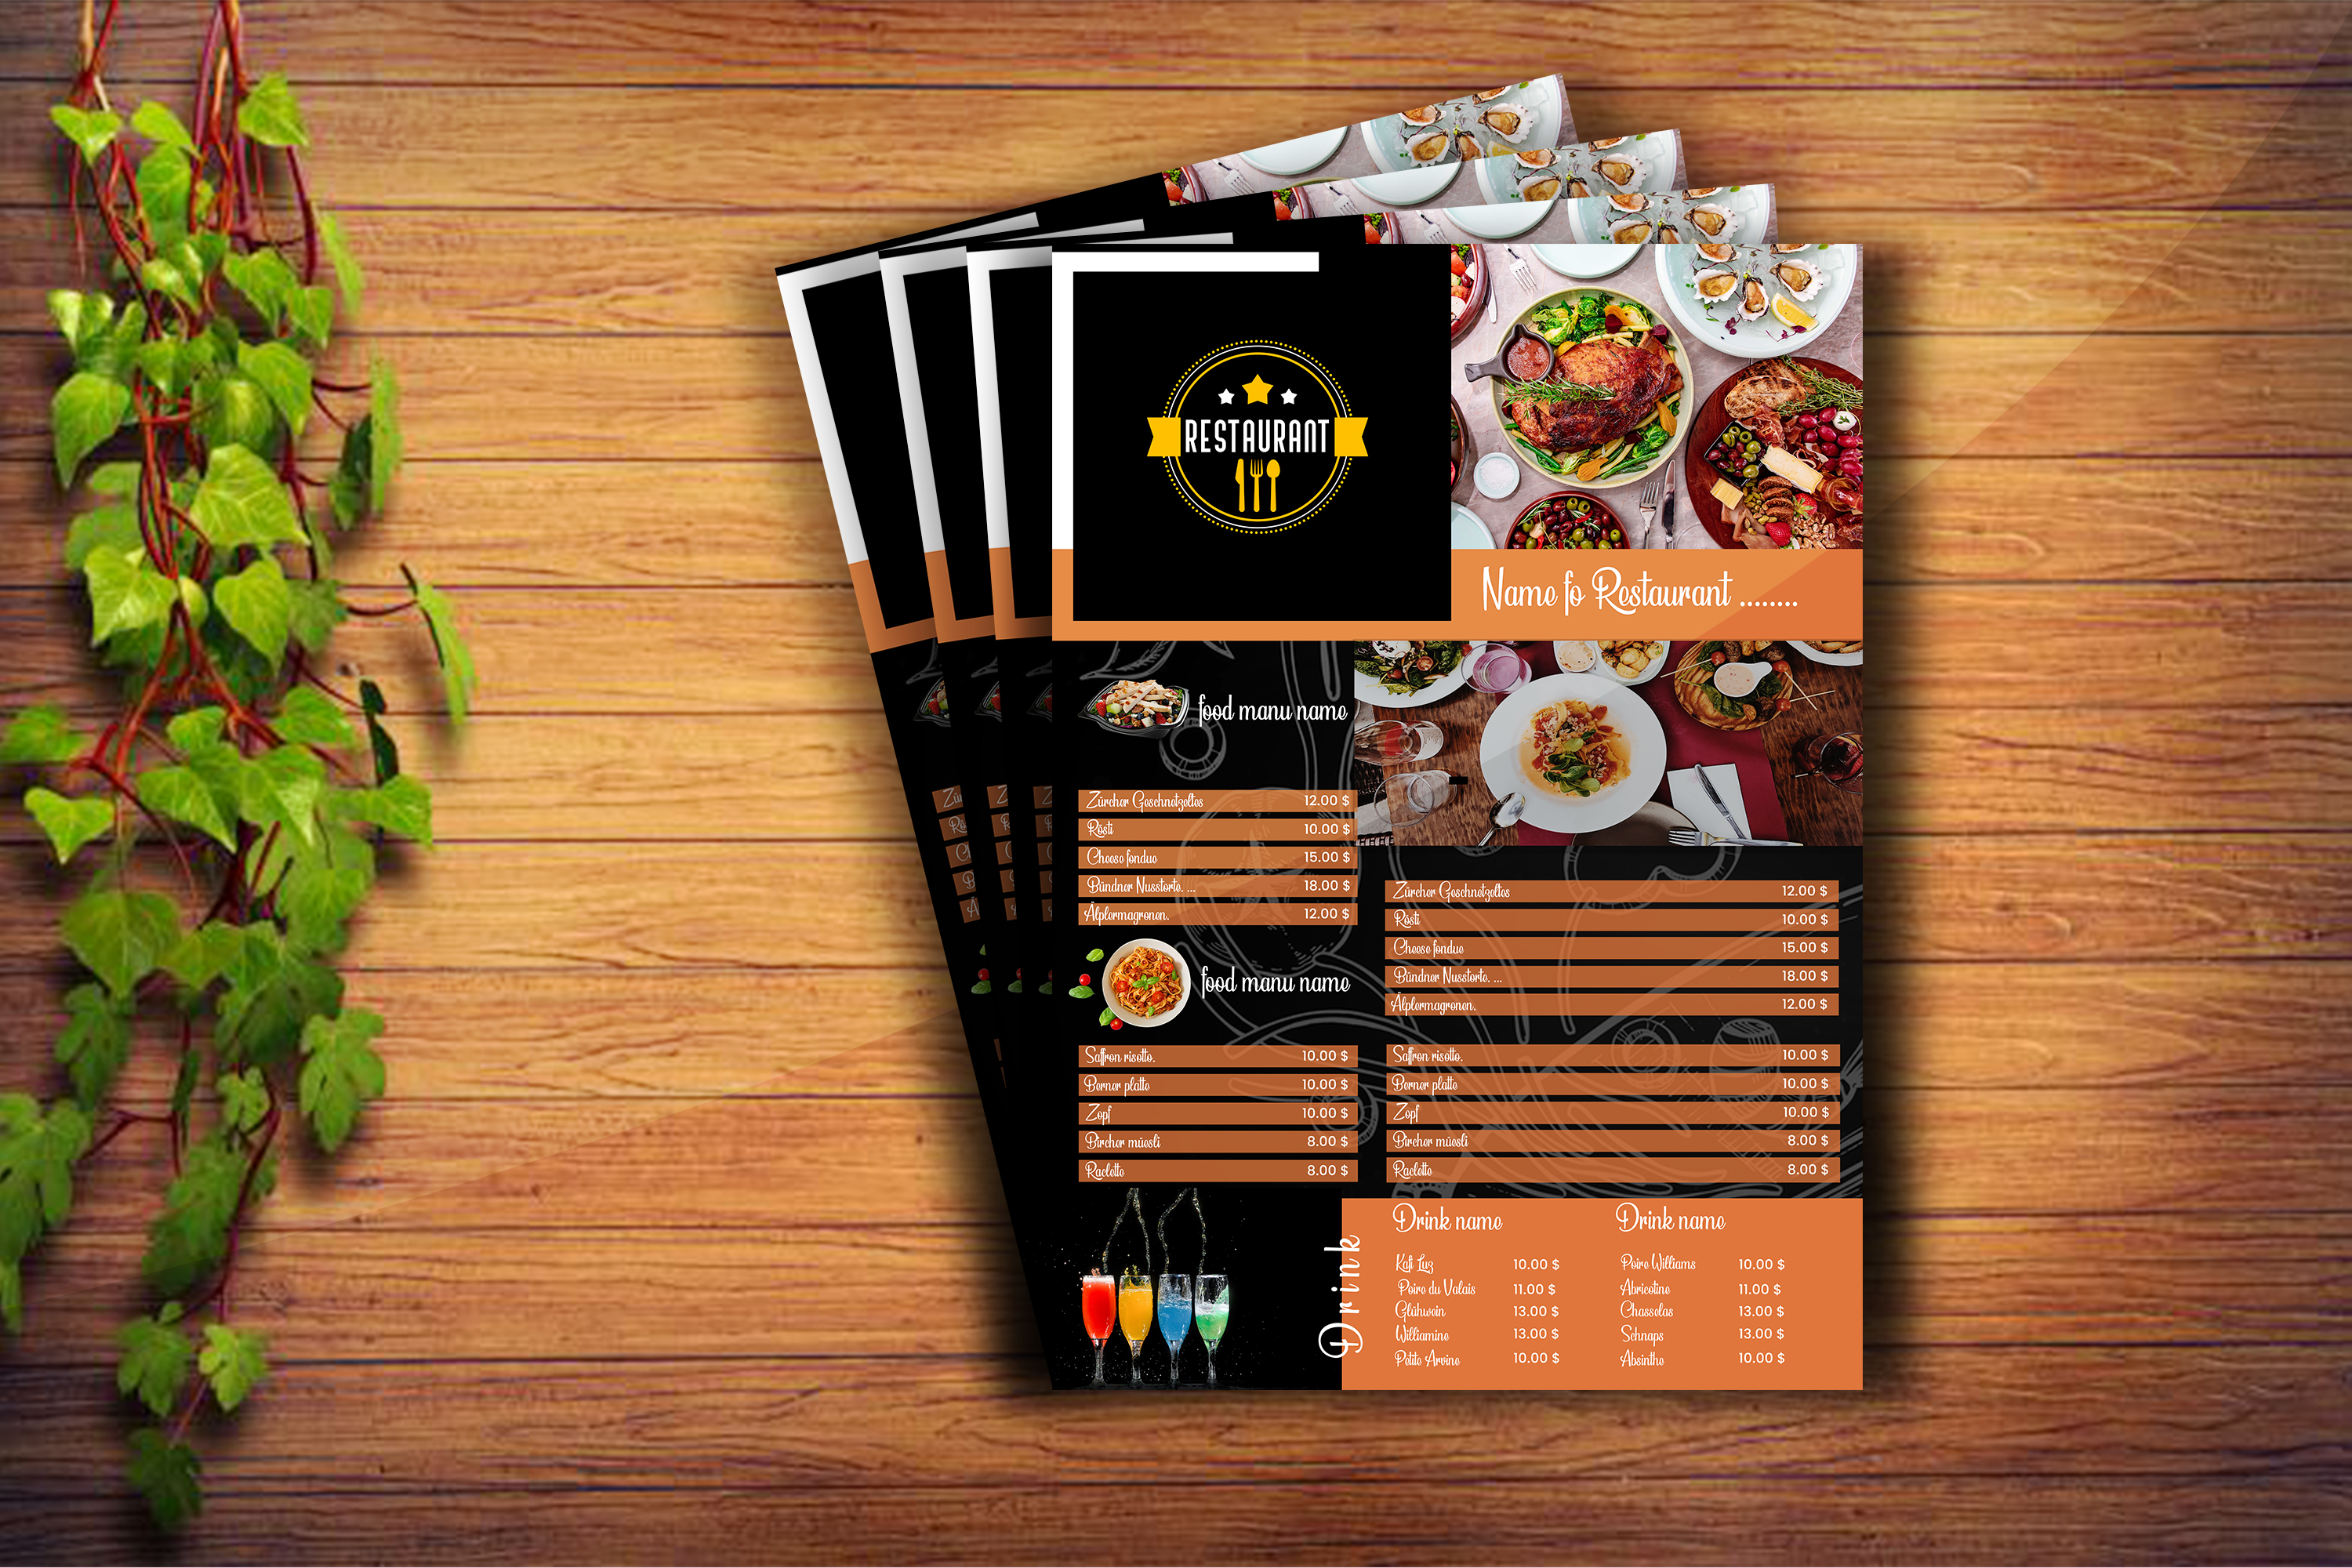 RESTAURANT
Name fo Restaurant ........
food manu name
Zürcher Geschnetzeltes 12.00 $
Rösti 10.00 $
Cheese fondue 15.00 $
Bündner Nusstorte. ... 18.00 $
Älplermagronen. 12.00 $
food manu name
Saffron risotto. 10.00 $
Berner platte 10.00 $
Zopf 10.00 $
Bircher müesli 8.00 $
Raclette 8.00 $
Zürcher Geschnetzeltes 12.00 $
Rösti 10.00 $
Cheese fondue 15.00 $
Bündner Nusstorte. ... 18.00 $
Älplermagronen. 12.00 $
Saffron risotto. 10.00 $
Berner platte 10.00 $
Zopf 10.00 $
Bircher müesli 8.00 $
Raclette 8.00 $
Drink
Drink name
Kafi Luz 10.00 $
Poire du Valais 11.00 $
Glühwein 13.00 $
Williamine 13.00 $
Petite Arvine 10.00 $
Drink name
Poire Williams 10.00 $
Abricotine 11.00 $
Chasselas 13.00 $
Schnaps 13.00 $
Absinthe 10.00 $